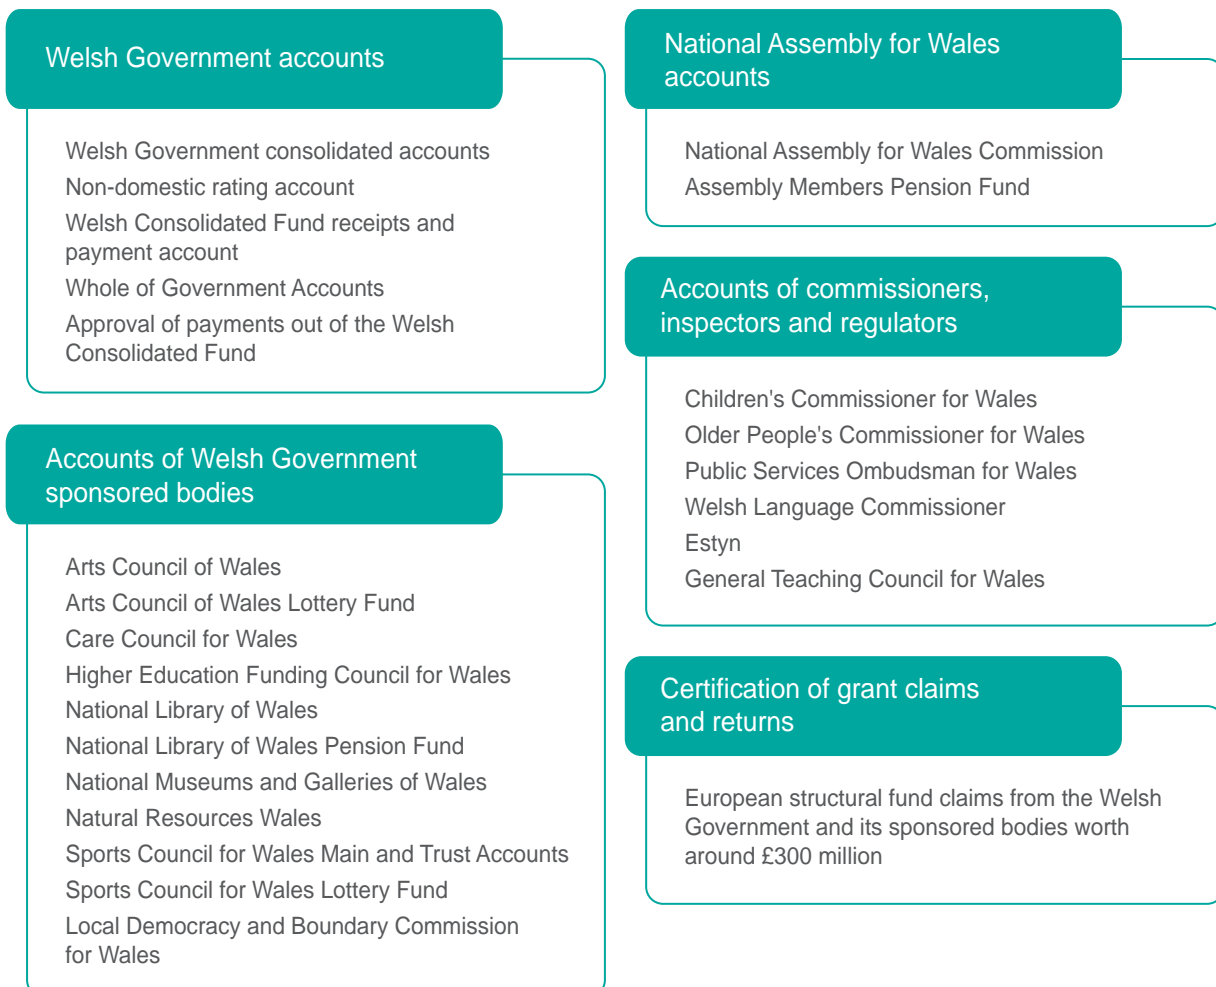 Welsh Government accounts
Welsh Government consolidated accounts
Non-domestic rating account
Welsh Consolidated Fund receipts and
payment account
Whole of Government Accounts
Approval of payments out of the Welsh
Consolidated Fund
Accounts of Welsh Government
sponsored bodies
Arts Council of Wales
Arts Council of Wales Lottery Fund
Care Council for Wales
Higher Education Funding Council for Wales
National Library of Wales
National Library of Wales Pension Fund
National Museums and Galleries of Wales
Natural Resources Wales
Sports Council for Wales Main and Trust Accounts
Sports Council for Wales Lottery Fund
Local Democracy and Boundary Commission
for Wales
National Assembly for Wales
accounts
National Assembly for Wales Commission
Assembly Members Pension Fund
Accounts of commissioners,
inspectors and regulators
Children's Commissioner for Wales
Older People's Commissioner for Wales
Public Services Ombudsman for Wales
Welsh Language Commissioner
Estyn
General Teaching Council for Wales
Certification of grant claims
and returns
European structural fund claims from the Welsh
Government and its sponsored bodies worth
around £300 million